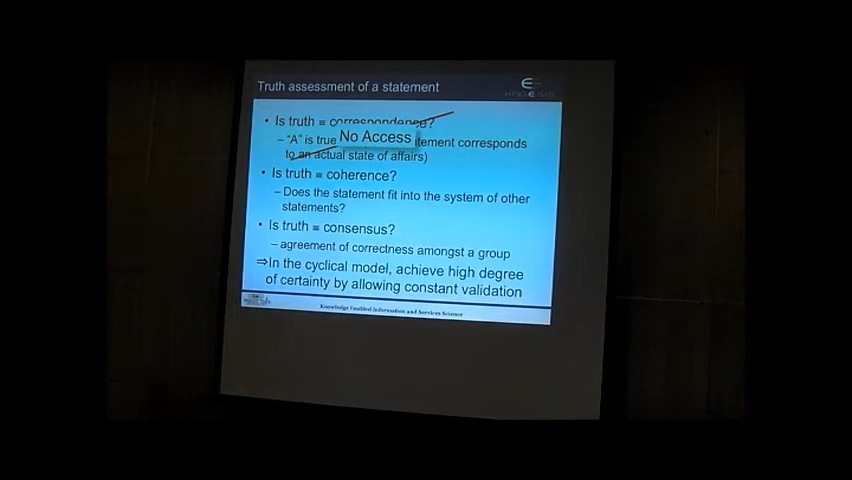 Truth assessment of a statement
• Is truth = correspondence?
– “A” is true No Access tement corresponds
to an actual state of affairs)
• Is truth = coherence?
– Does the statement fit into the system of other
statements?
• Is truth = consensus?
– agreement of correctness amongst a group
⇒In the cyclical model, achieve high degree
of certainty by allowing constant validation
Knowledge Enabled Information and Services Science